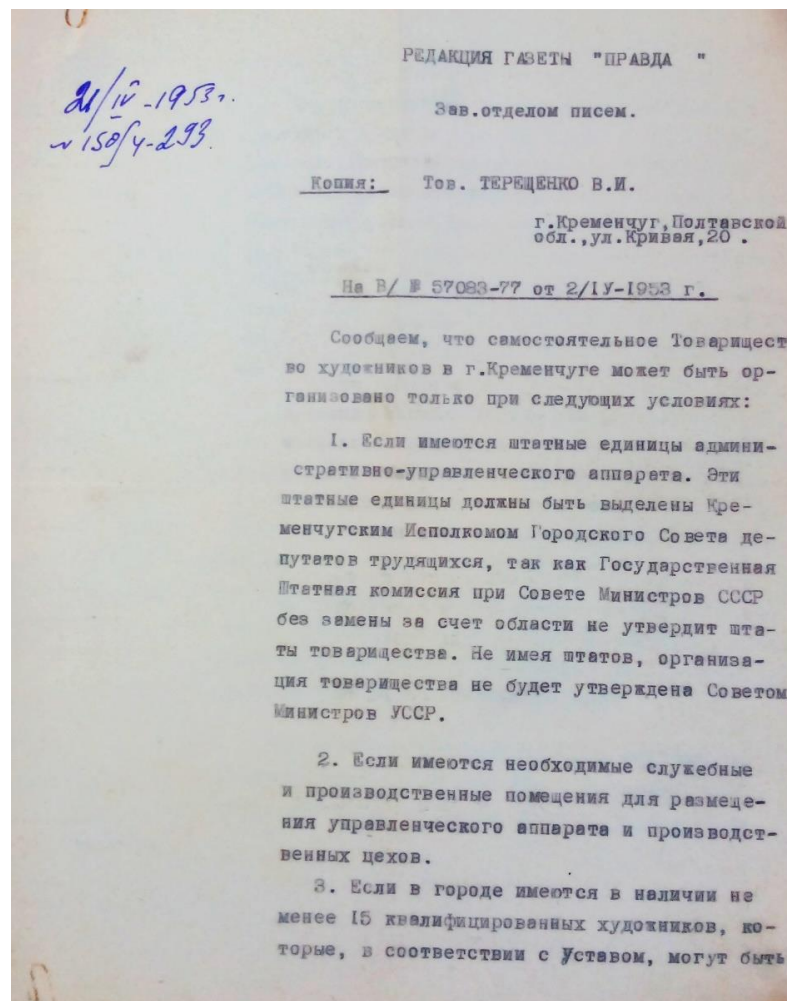 РЕДАКЦИЯ ГАЗЕТЫ "ПРАВДА "
21/IV-1953г.
Зав.отделом писем.
№ 150/4-293.
Копия: Тов. ТЕРЕЩЕНКО В.И.
г.Кременчуг,Полтавской
обл.,ул.Кривая,20 .
На В/ № 57083-77 от 2/IУ-I953 г.
Сообщаем, что самостоятельное Товарищест
во художников в г.Кременчуге может быть ор-
ганизовано только при следующих условиях:
I. Если имеются штатные единицы админи-
стративно-управленческого аппарата. Эти
штатные единицы должны быть выделены Кре-
менчугским Исполкомом Городского Совета де-
путатов трудящихся, так как Государственная
Штатная комиссия при Совете Министров СССР
без замены за счет области не утвердит шта-
ты товарищества. Не имея штатов, организа-
ция товарищества не будет утверждена Советом
Министров УССР.
2. Если имеются необходимые служебные
и производственные помещения для размеще-
ния управленческого аппарата и производст-
венных цехов.
3. Если в городе имеются в наличии не
менее I5 квалифицированных художников, ко-
торые, в соответствии с Уставом, могут быть